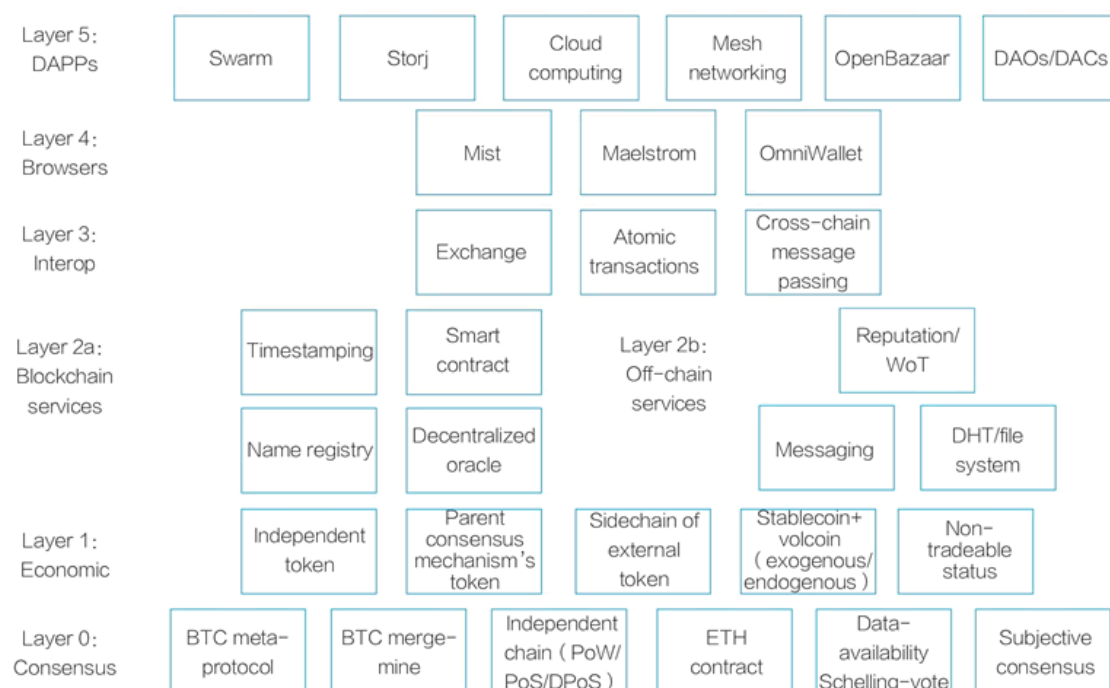 Layer 5:
DAPPs
Swarm
Storj
Cloud
computing
Mesh
networking
OpenBazaar
DAOs/DACs
Layer 4:
Browsers
Mist
Maelstrom
OmniWallet
Layer 3:
Interop
Exchange
Atomic
transactions
Cross-chain
message
passing
Layer 2a:
Blockchain
services
Timestamping
Smart
contract
Name registry
Decentralized
oracle
Layer 2b:
Off-chain
services
Reputation/
WoT
Messaging
DHT/file
system
Layer 1:
Economic
Independent
token
Parent
consensus
mechanism's
token
Sidechain of
external
token
Stablecoin+
volcoin
(exogenous/
endogenous)
Non-
tradeable
status
Layer 0:
Consensus
BTC meta-
protocol
BTC merge-
mine
Independent
chain (PoW/
PoS/DPoS)
ETH
contract
Data-
availability
Schelling-vote
Subjective
consensus